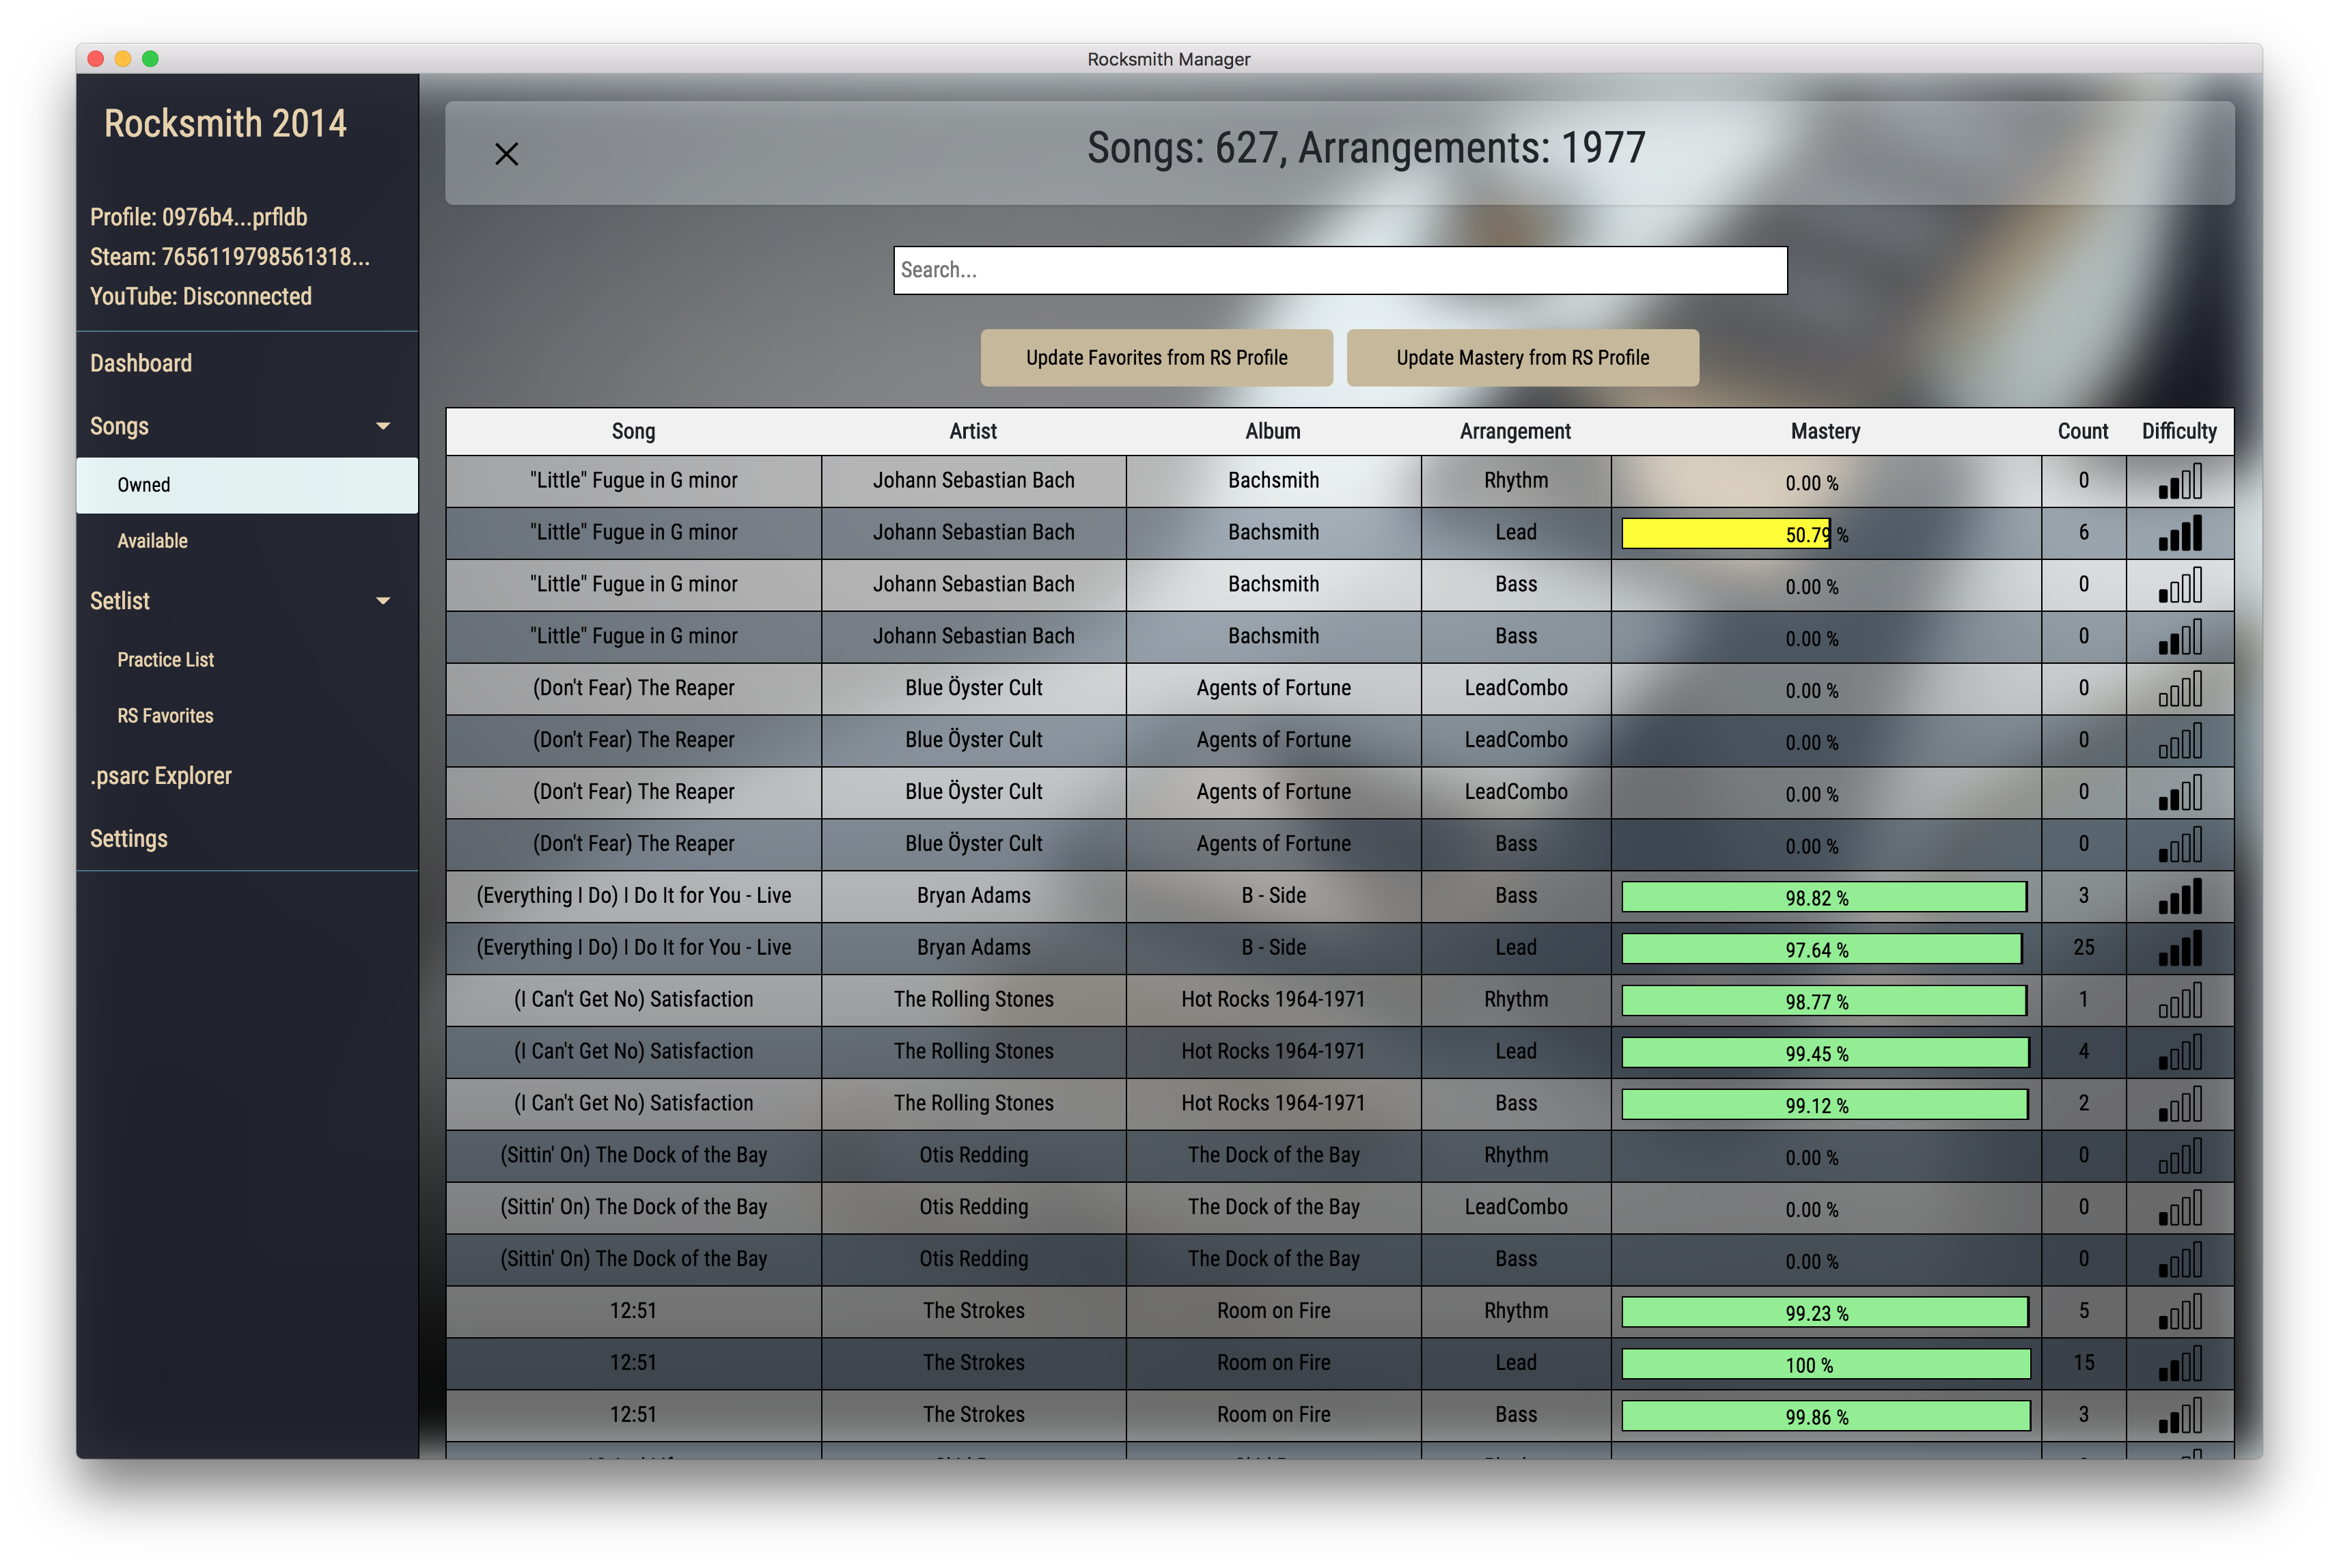 Rocksmith Manager
Rocksmith 2014
Profile: 0976b4...prfldb
Steam: 7656119798561318...
YouTube: Disconnected
Dashboard
Songs
Owned
Available
Setlist
Practice List
RS Favorites
.psarc Explorer
Settings
Songs: 627, Arrangements: 1977
Search...
Update Favorites from RS Profile Update Mastery from RS Profile
Song Artist Album Arrangement Mastery Count Difficulty
"Little" Fugue in G minor Johann Sebastian Bach Bachsmith Rhythm 0.00 % 0
"Little" Fugue in G minor Johann Sebastian Bach Bachsmith Lead 50.79 % 6
"Little" Fugue in G minor Johann Sebastian Bach Bachsmith Bass 0.00 % 0
"Little" Fugue in G minor Johann Sebastian Bach Bachsmith Bass 0.00 % 0
(Don't Fear) The Reaper Blue Öyster Cult Agents of Fortune LeadCombo 0.00 % 0
(Don't Fear) The Reaper Blue Öyster Cult Agents of Fortune LeadCombo 0.00 % 0
(Don't Fear) The Reaper Blue Öyster Cult Agents of Fortune LeadCombo 0.00 % 0
(Don't Fear) The Reaper Blue Öyster Cult Agents of Fortune Bass 0.00 % 0
(Everything I Do) I Do It for You - Live Bryan Adams B - Side Bass 98.82 % 3
(Everything I Do) I Do It for You - Live Bryan Adams B - Side Lead 97.64 % 25
(I Can't Get No) Satisfaction The Rolling Stones Hot Rocks 1964-1971 Rhythm 98.77 % 1
(I Can't Get No) Satisfaction The Rolling Stones Hot Rocks 1964-1971 Lead 99.45 % 4
(I Can't Get No) Satisfaction The Rolling Stones Hot Rocks 1964-1971 Bass 99.12 % 2
(Sittin' On) The Dock of the Bay Otis Redding The Dock of the Bay Rhythm 0.00 % 0
(Sittin' On) The Dock of the Bay Otis Redding The Dock of the Bay LeadCombo 0.00 % 0
(Sittin' On) The Dock of the Bay Otis Redding The Dock of the Bay Bass 0.00 % 0
12:51 The Strokes Room on Fire Rhythm 99.23 % 5
12:51 The Strokes Room on Fire Lead 100 % 15
12:51 The Strokes Room on Fire Bass 99.86 % 3